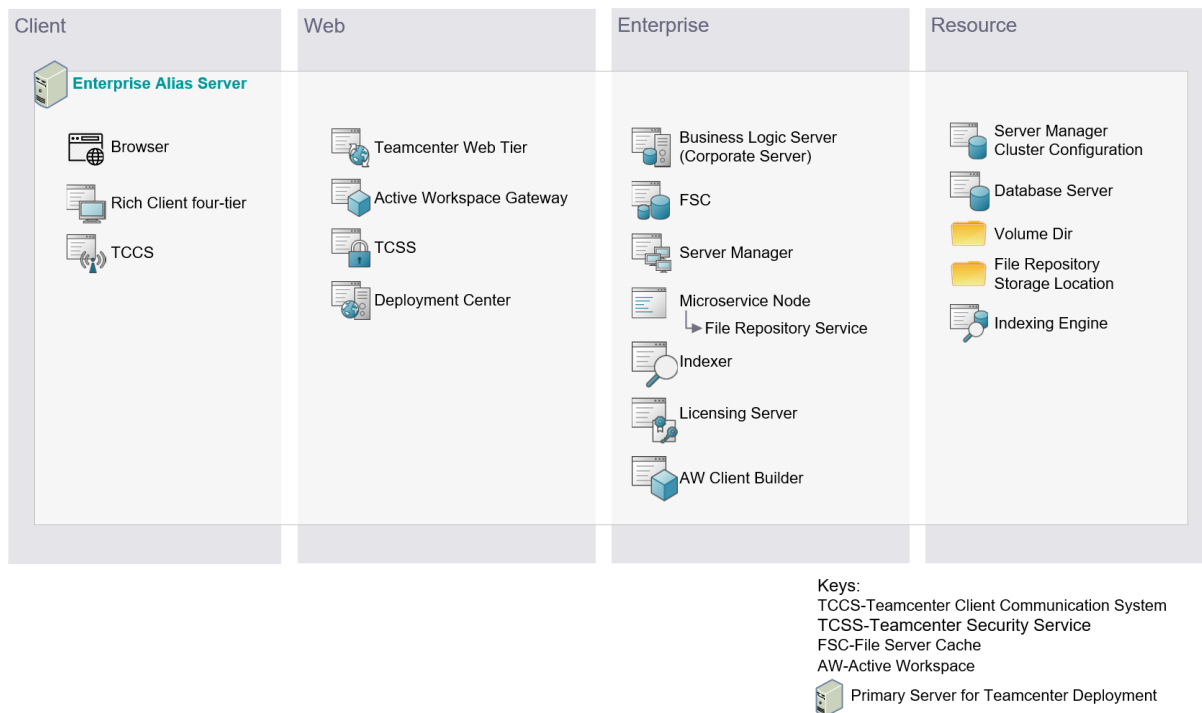 Client
Web
Enterprise
Resource
Enterprise Alias Server
Browser
Rich Client four-tier
TCCS
Teamcenter Web Tier
Active Workspace Gateway
TCSS
Deployment Center
Business Logic Server
(Corporate Server)
FSC
Server Manager
Microservice Node
File Repository Service
Indexer
Licensing Server
AW Client Builder
Server Manager
Cluster Configuration
Database Server
Volume Dir
File Repository
Storage Location
Indexing Engine
Keys:
TCCS-Teamcenter Client Communication System
TCSS-Teamcenter Security Service
FSC-File Server Cache
AW-Active Workspace
Primary Server for Teamcenter Deployment